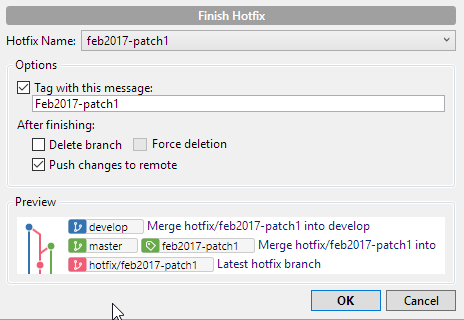 Finish Hotfix
Hotfix Name: feb2017-patch1
Options
Tag with this message:
Feb2017-patch1
After finishing:
Delete branch Force deletion
Push changes to remote
Preview
develop Merge hotfix/feb2017-patch1 into develop
master feb2017-patch1 Merge hotfix/feb2017-patch1 into
hotfix/feb2017-patch1 Latest hotfix branch
OK Cancel